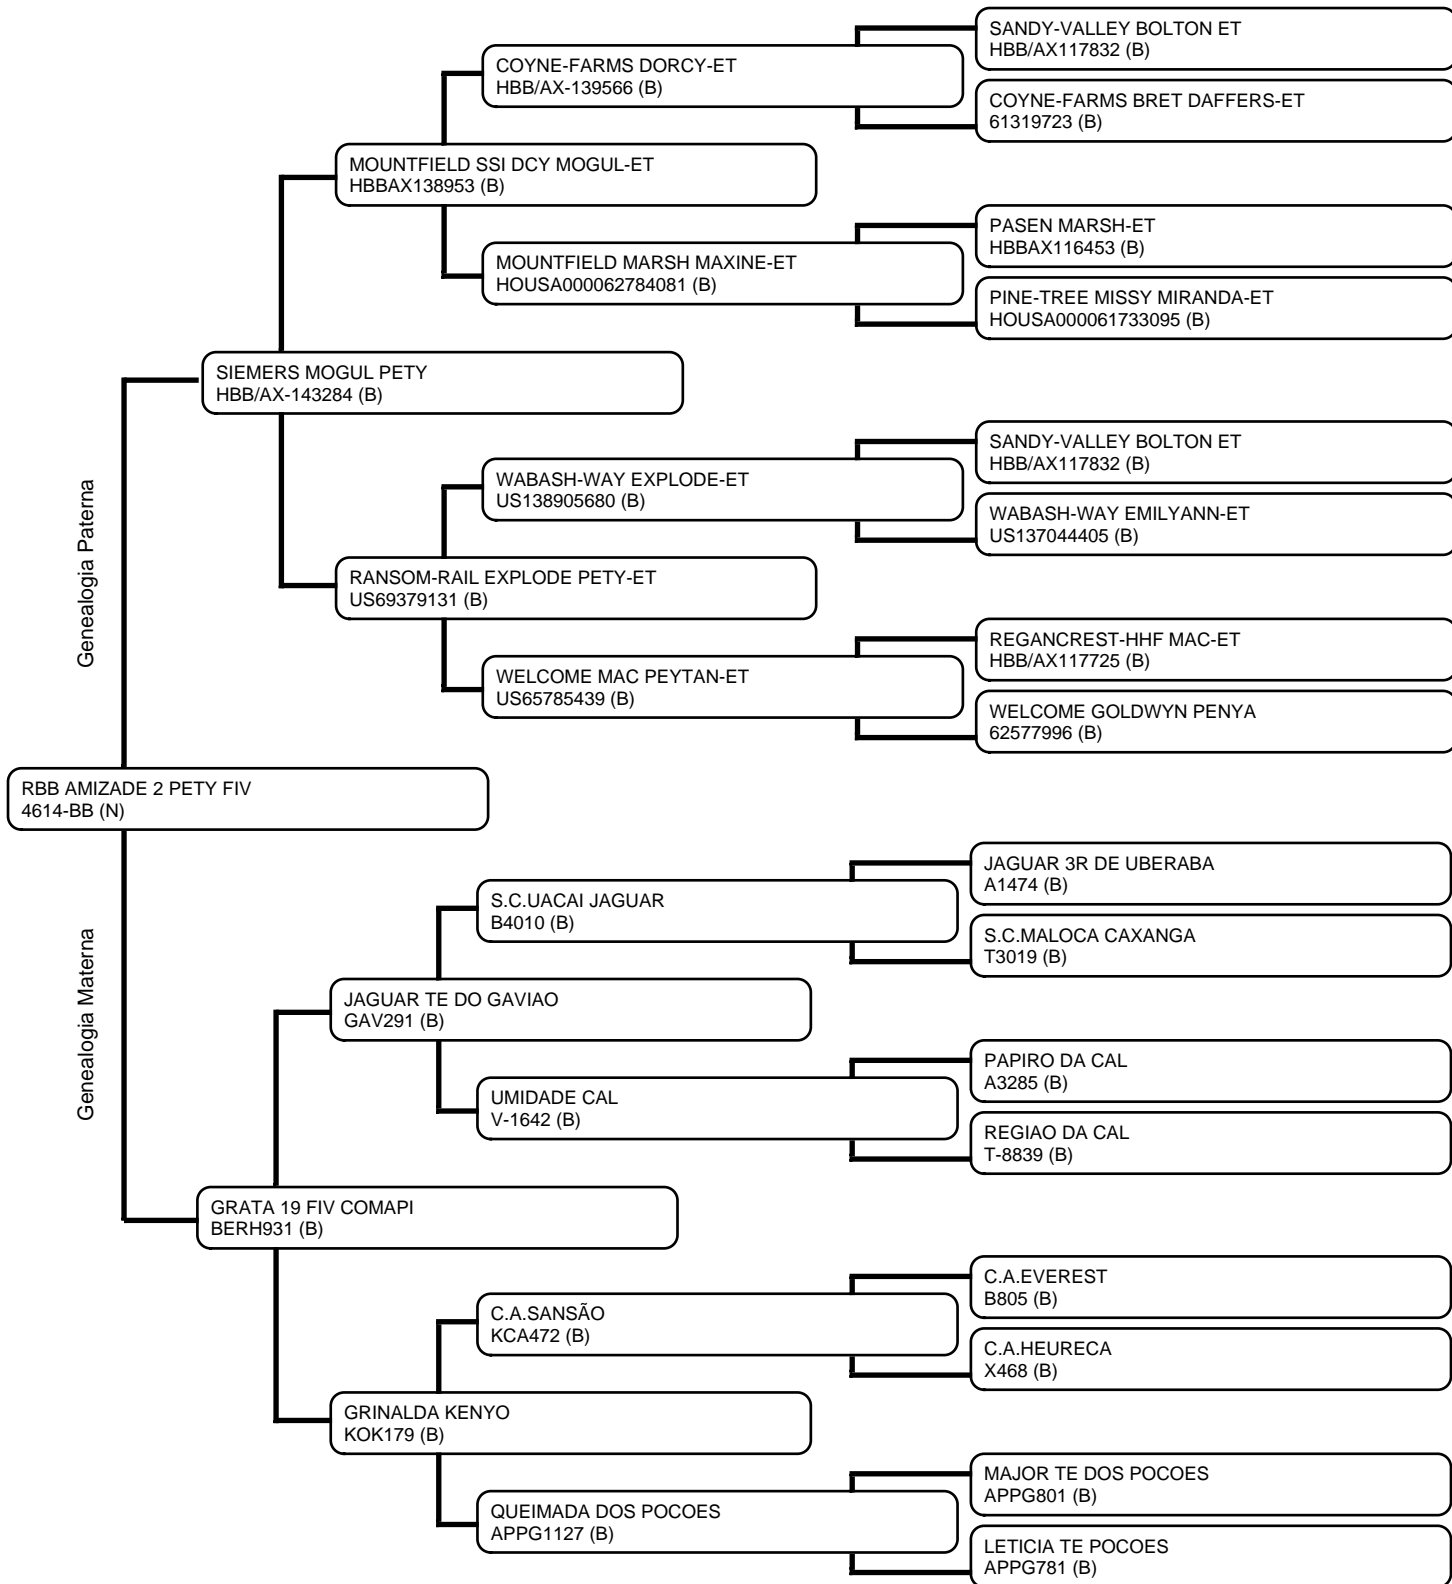 SANDY-VALLEY BOLTON ET
HBB/AX117832 (B)
COYNE-FARMS DORCY-ET
HBB/AX-139566 (B)
COYNE-FARMS BRET DAFFERS-ET
61319723 (B)
MOUNTFIELD SSI DCY MOGUL-ET
HBBAX138953 (B)
PASEN MARSH-ET
HBBAX116453 (B)
MOUNTFIELD MARSH MAXINE-ET
HOUSA000062784081 (B)
PINE-TREE MISSY MIRANDA-ET
HOUSA000061733095 (B)
SIEMERS MOGUL PETY
HBB/AX-143284 (B)
SANDY-VALLEY BOLTON ET
HBB/AX117832 (B)
WABASH-WAY EXPLODE-ET
US138905680 (B)
WABASH-WAY EMILYANN-ET
US137044405 (B)
Genealogia Paterna
RANSOM-RAIL EXPLODE PETY-ET
US69379131 (B)
REGANCREST-HHF MAC-ET
HBB/AX117725 (B)
WELCOME MAC PEYTAN-ET
US65785439 (B)
WELCOME GOLDWYN PENYA
62577996 (B)
RBB AMIZADE 2 PETY FIV
4614-BB (N)
JAGUAR 3R DE UBERABA
A1474 (B)
S.C.UACAI JAGUAR
B4010 (B)
S.C.MALOCA CAXANGA
T3019 (B)
Genealogia Materna
JAGUAR TE DO GAVIAO
GAV291 (B)
PAPIRO DA CAL
A3285 (B)
UMIDADE CAL
V-1642 (B)
REGIAO DA CAL
T-8839 (B)
GRATA 19 FIV COMAPI
BERH931 (B)
C.A.EVEREST
B805 (B)
C.A.SANSÃO
KCA472 (B)
C.A.HEURECA
X468 (B)
GRINALDA KENYO
KOK179 (B)
MAJOR TE DOS POCOES
APPG801 (B)
QUEIMADA DOS POCOES
APPG1127 (B)
LETICIA TE POCOES
APPG781 (B)